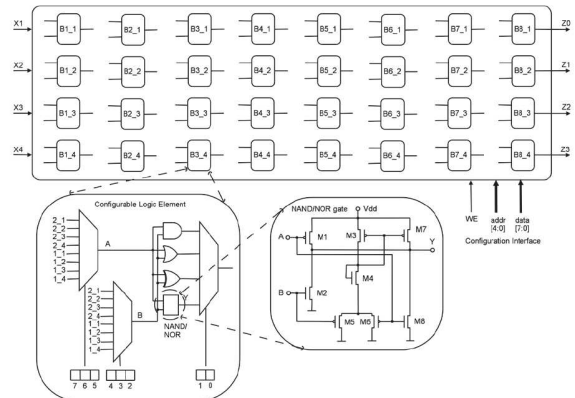 X1 B1_1 B2_1 B3_1 B4_1 B5_1 B6_1 B7_1 B8_1 Z0
X2 B1_2 B2_2 B3_2 B4_2 B5_2 B6_2 B7_2 B8_2 Z1
X3 B1_3 B2_3 B3_3 B4_3 B5_3 B6_3 B7_3 B8_3 Z2
X4 B1_4 B2_4 B3_4 B4_4 B5_4 B6_4 B7_4 B8_4 Z3
WE addr data
[4:0] [7:0]
Configuration Interface
Configurable Logic Element
2_1
2_2
2_3
2_4
1_1
1_2
1_3
1_4
A
2_1
2_2
2_3
2_4
1_1
1_2
1_3
1_4
B
Y
NAND/
NOR
7 6 5 4 3 2 1 0
NAND/NOR gate Vdd
A M1 M3 M7 Y
M4
B M2
M5 M6 M8